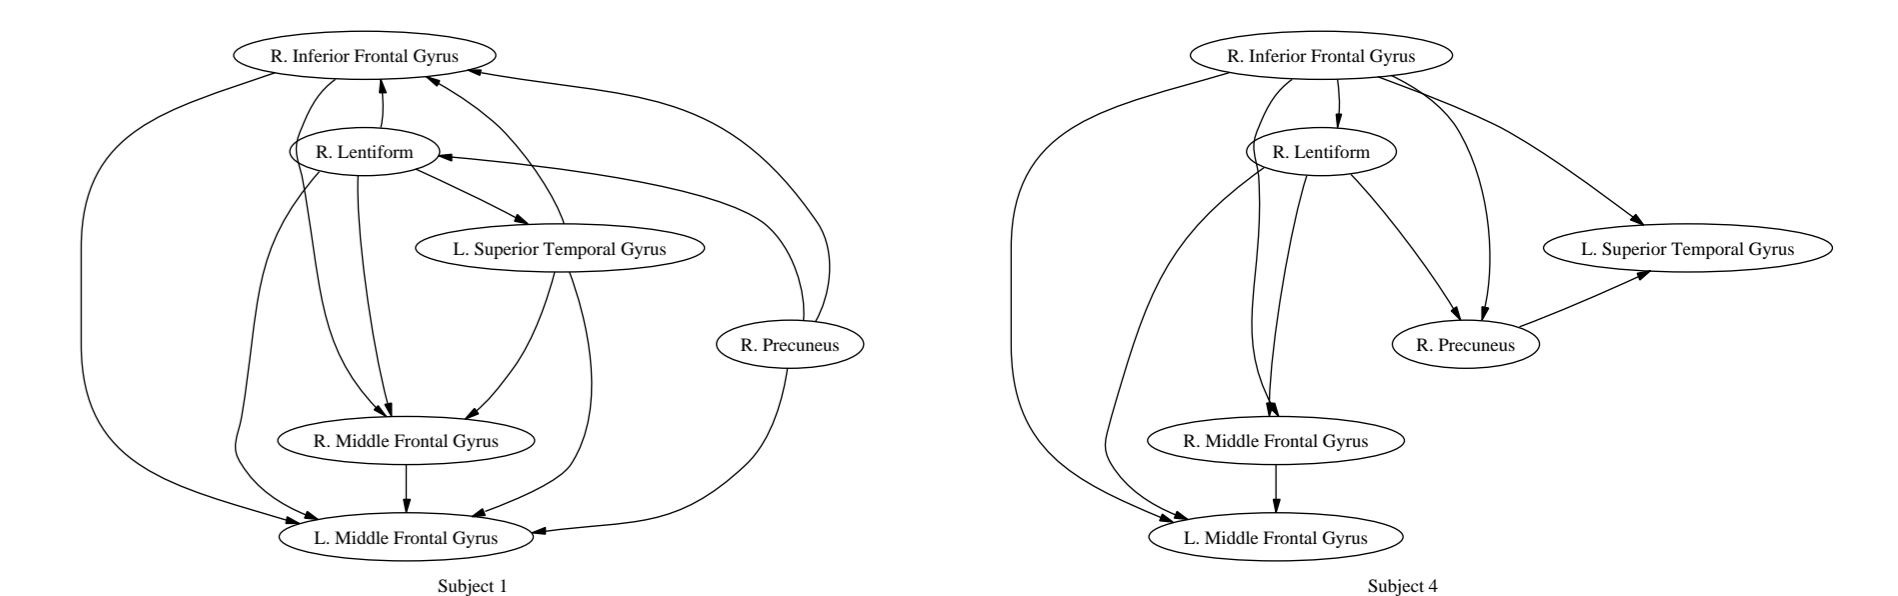 R. Inferior Frontal Gyrus
R. Lentiform
L. Superior Temporal Gyrus
R. Precuneus
R. Middle Frontal Gyrus
L. Middle Frontal Gyrus
Subject 1
R. Inferior Frontal Gyrus
R. Lentiform
L. Superior Temporal Gyrus
R. Precuneus
R. Middle Frontal Gyrus
L. Middle Frontal Gyrus
Subject 4